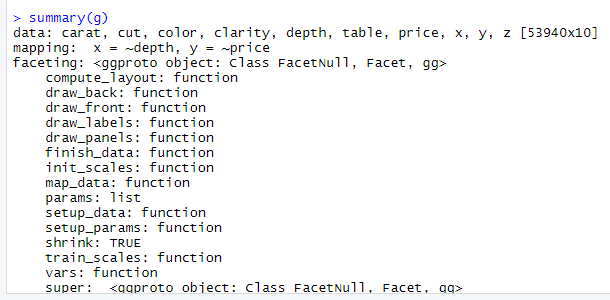 > summary(g)
data: carat, cut, color, clarity, depth, table, price, x, y, z [53940x10]
mapping:  x = ~depth, y = ~price
faceting: <ggproto object: Class FacetNull, Facet, gg>
    compute_layout: function
    draw_back: function
    draw_front: function
    draw_labels: function
    draw_panels: function
    finish_data: function
    init_scales: function
    map_data: function
    params: list
    setup_data: function
    setup_params: function
    shrink: TRUE
    train_scales: function
    vars: function
    super:  <ggproto object: Class FacetNull, Facet, gg>